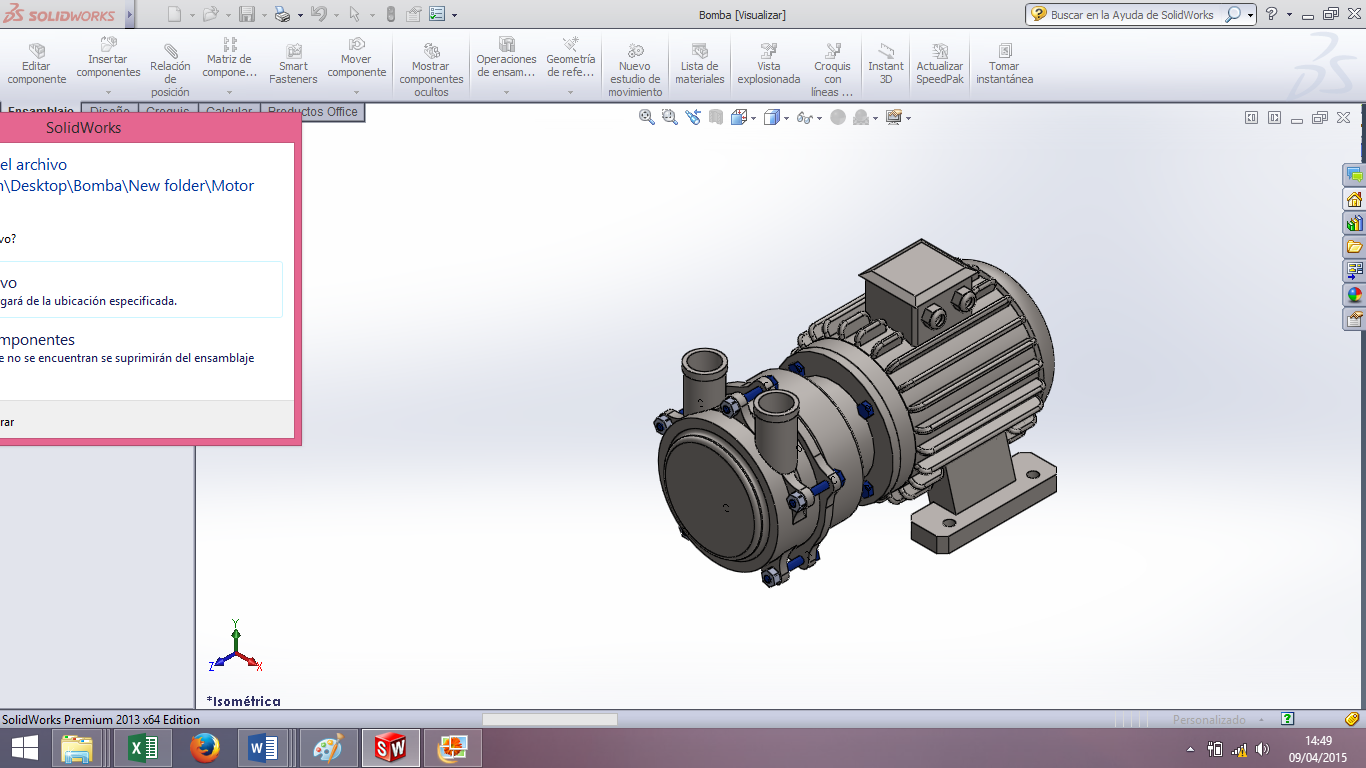 SOLIDWORKS
Bomba [Visualizar]
Buscar en la Ayuda de SolidWorks
Editar
componente
Insertar
componentes
Relación
de
posición
Matriz de
compone...
Smart
Fasteners
Mover
componente
Mostrar
componentes
ocultos
Operaciones
de ensam...
Geometría
de refe...
Nuevo
estudio de
movimiento
Lista de
materiales
Vista
explosionada
Croquis
con
líneas ...
Instant
3D
Actualizar
SpeedPak
Tomar
instantánea
Ensamblaje
Diseño
Croquis
Calcular
Productos Office
SolidWorks
el archivo
\Desktop\Bomba\New folder\Motor
vo?
vo
gará de la ubicación especificada.
mponentes
e no se encuentran se suprimirán del ensamblaje
rar
Y
Z
X
*Isométrica
SolidWorks Premium 2013 x64 Edition
Personalizado
14:49
09/04/2015